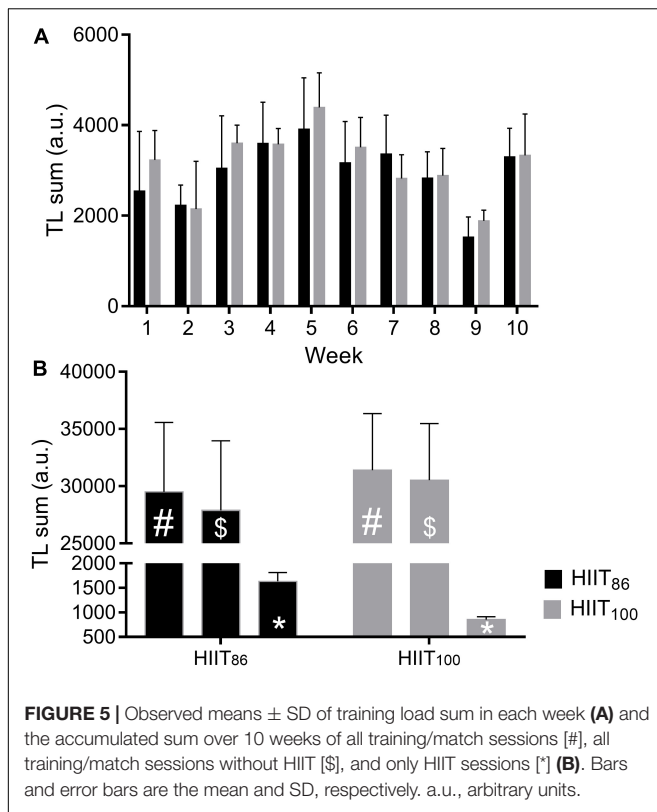 A
6000
4000
2000
0
TL sum (a.u.)
1 2 3 4 5 6 7 8 9 10
Week
B
40000
35000
30000
25000
2000
1500
1000
500
TL sum (a.u.)
# $ * # $ *
HIIT86 HIIT100
HIIT86
HIIT100
FIGURE 5 | Observed means ± SD of training load sum in each week (A) and
the accumulated sum over 10 weeks of all training/match sessions [#], all
training/match sessions without HIIT [$], and only HIIT sessions [*] (B). Bars
and error bars are the mean and SD, respectively. a.u., arbitrary units.